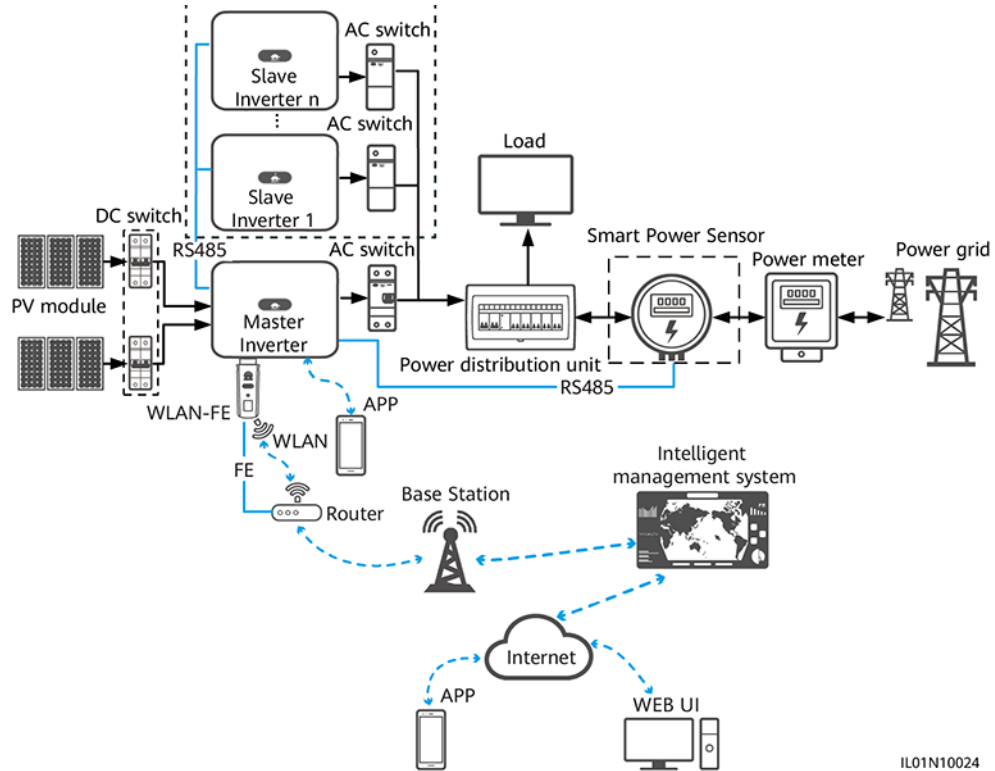 AC switch
Slave
Inverter n
AC switch
Slave
Inverter 1
Load
DC switch
RS485
AC switch
Smart Power Sensor
Power meter
Power grid
PV module
Master
Inverter
Power distribution unit
RS485
WLAN-FE
APP
WLAN
FE
Router
Base Station
Intelligent
management system
Internet
APP
WEB UI
IL01N10024